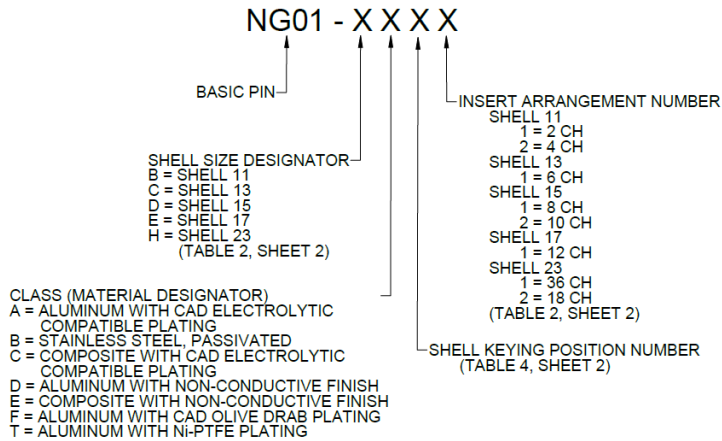 NG01 - X X X X
BASIC PIN
INSERT ARRANGEMENT NUMBER
SHELL 11
1 = 2 CH
2 = 4 CH
SHELL 13
1 = 6 CH
SHELL 15
1 = 8 CH
2 = 10 CH
SHELL 17
1 = 12 CH
SHELL 23
1 = 36 CH
2 = 18 CH
(TABLE 2, SHEET 2)
SHELL SIZE DESIGNATOR
B = SHELL 11
C = SHELL 13
D = SHELL 15
E = SHELL 17
H = SHELL 23
(TABLE 2, SHEET 2)
CLASS (MATERIAL DESIGNATOR)
A = ALUMINUM WITH CAD ELECTROLYTIC
COMPATIBLE PLATING
B = STAINLESS STEEL, PASSIVATED
C = COMPOSITE WITH CAD ELECTROLYTIC
COMPATIBLE PLATING
D = ALUMINUM WITH NON-CONDUCTIVE FINISH
E = COMPOSITE WITH NON-CONDUCTIVE FINISH
F = ALUMINUM WITH CAD OLIVE DRAB PLATING
T = ALUMINUM WITH Ni-PTFE PLATING
SHELL KEYING POSITION NUMBER
(TABLE 4, SHEET 2)